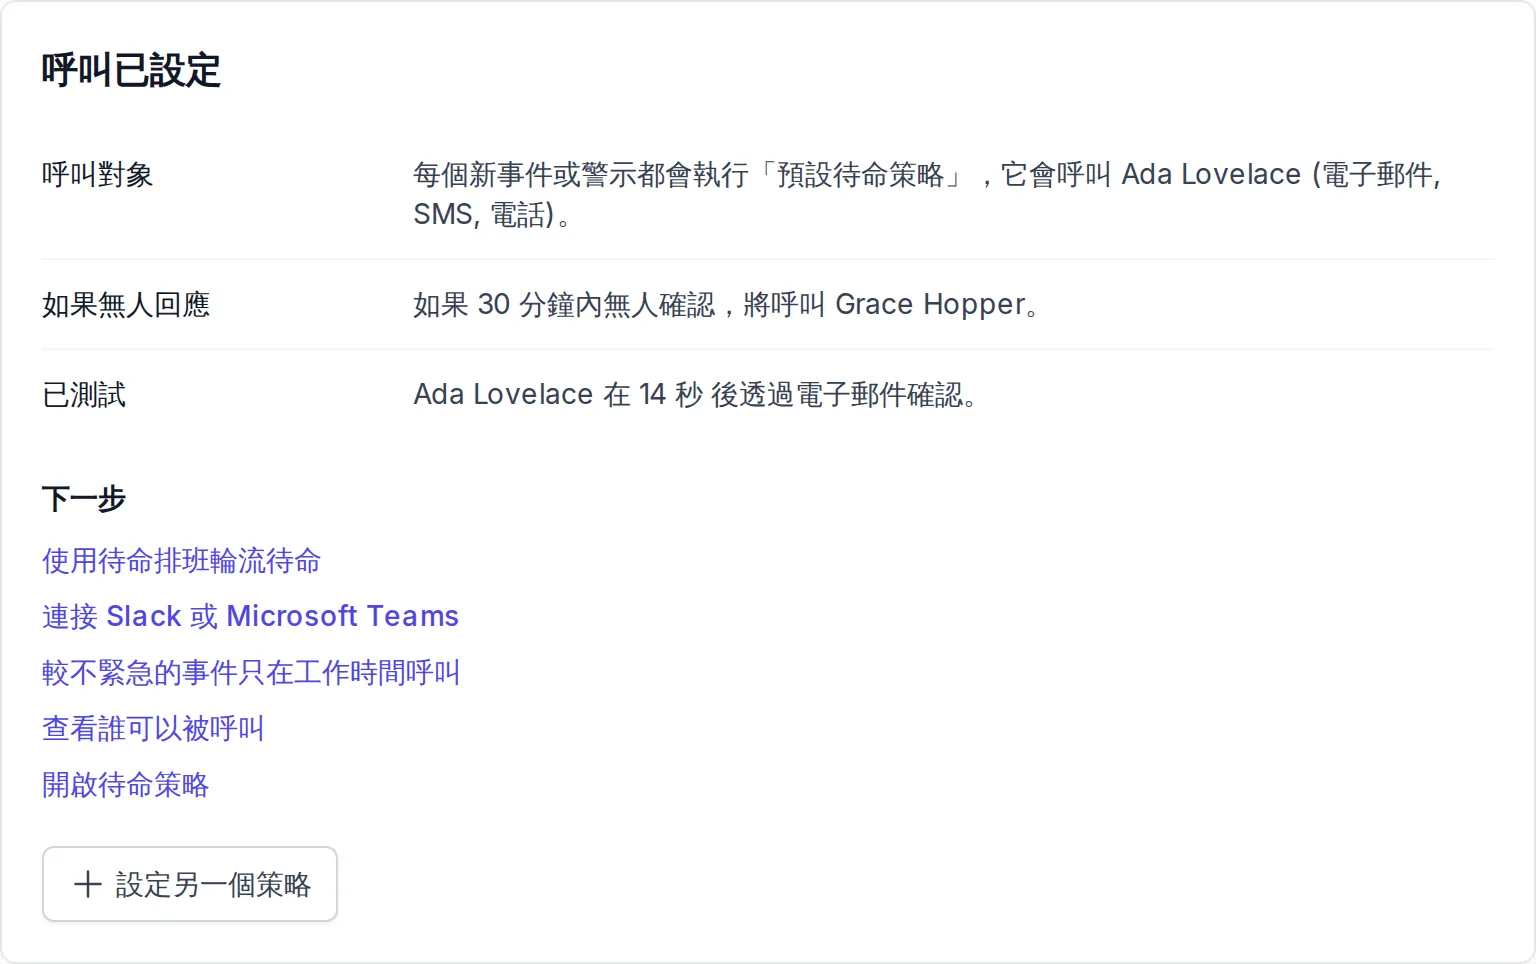 呼叫已設定
呼叫對象
每個新事件或警示都會執行「預設待命策略」，它會呼叫 Ada Lovelace (電子郵件,
SMS, 電話)。
如果無人回應
如果 30 分鐘內無人確認，將呼叫 Grace Hopper。
已測試
Ada Lovelace 在 14 秒 後透過電子郵件確認。
下一步
使用待命排班輪流待命
連接 Slack 或 Microsoft Teams
較不緊急的事件只在工作時間呼叫
查看誰可以被呼叫
開啟待命策略
設定另一個策略